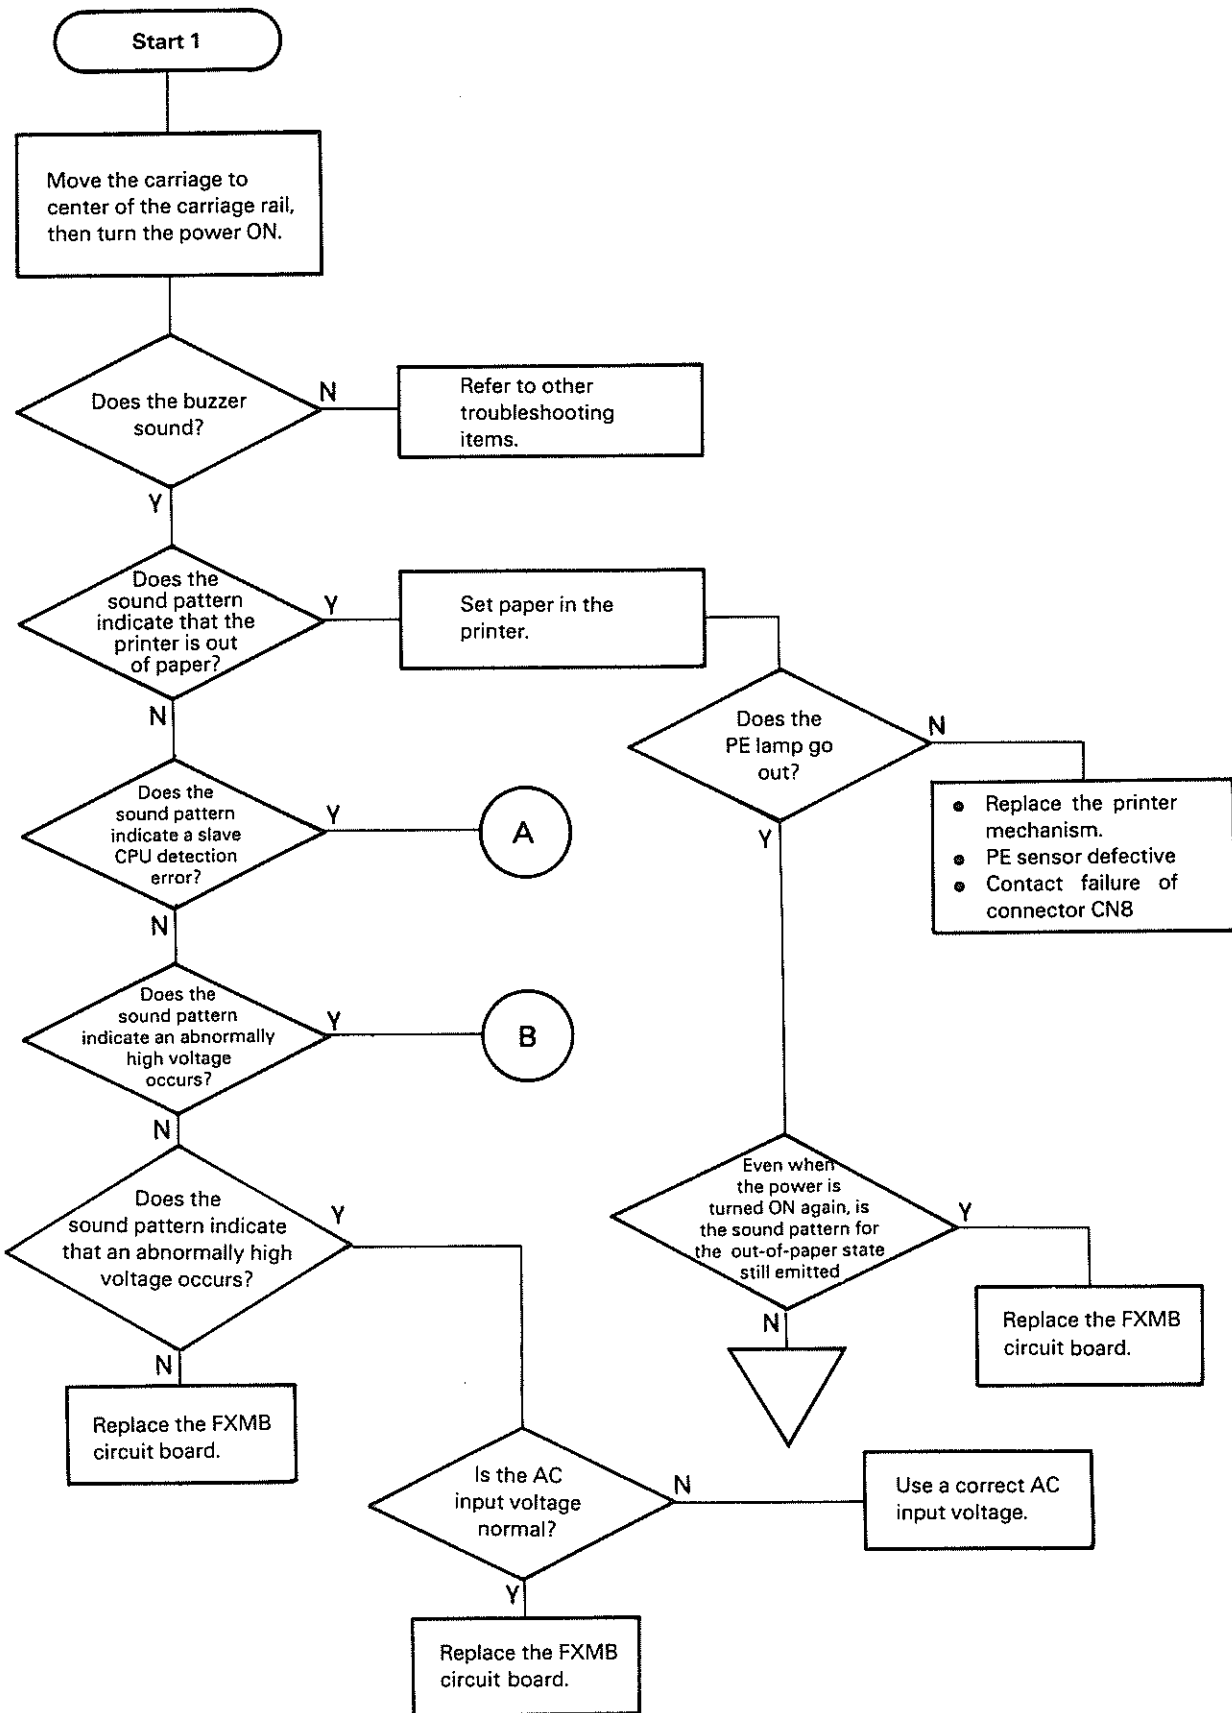 Start 1
Move the carriage to
center of the carriage rail,
then turn the power ON.
Does the buzzer
sound?
N
Refer to other
troubleshooting
items.
Y
Does the
sound pattern
indicate that the
printer is out
of paper?
Y
Set paper in the
printer.
N
Does the
PE lamp go
out?
N
● Replace the printer
mechanism.
● PE sensor defective
● Contact failure of
connector CN8
Y
Does the
sound pattern
indicate a slave
CPU detection
error?
Y
A
N
Does the
sound pattern
indicate an abnormally
high voltage
occurs?
Y
B
N
Does the
sound pattern indicate
that an abnormally high
voltage occurs?
Y
N
Replace the FXMB
circuit board.
Even when
the power is
turned ON again, is
the sound pattern for
the out-of-paper state
still emitted
Y
Replace the FXMB
circuit board.
N
Is the AC
input voltage
normal?
N
Use a correct AC
input voltage.
Y
Replace the FXMB
circuit board.